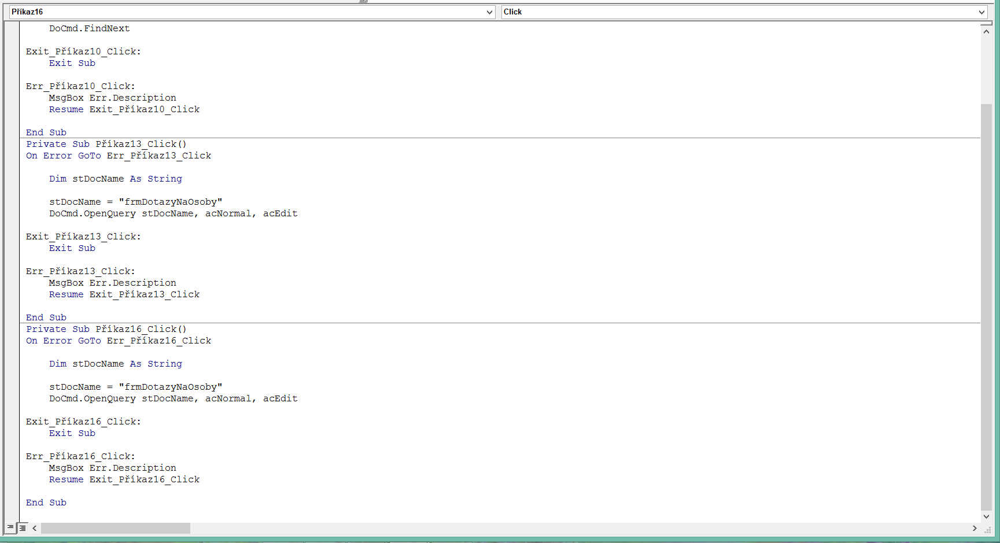 Příkaz16
Click
DoCmd.FindNext
Exit_Příkaz10_Click:
Exit Sub
Err_Příkaz10_Click:
MsgBox Err.Description
Resume Exit_Příkaz10_Click
End Sub
Private Sub Příkaz13_Click()
On Error GoTo Err_Příkaz13_Click
Dim stDocName As String
stDocName = "frmDotazyNaOsoby"
DoCmd.OpenQuery stDocName, acNormal, acEdit
Exit_Příkaz13_Click:
Exit Sub
Err_Příkaz13_Click:
MsgBox Err.Description
Resume Exit_Příkaz13_Click
End Sub
Private Sub Příkaz16_Click()
On Error GoTo Err_Příkaz16_Click
Dim stDocName As String
stDocName = "frmDotazyNaOsoby"
DoCmd.OpenQuery stDocName, acNormal, acEdit
Exit_Příkaz16_Click:
Exit Sub
Err_Příkaz16_Click:
MsgBox Err.Description
Resume Exit_Příkaz16_Click
End Sub